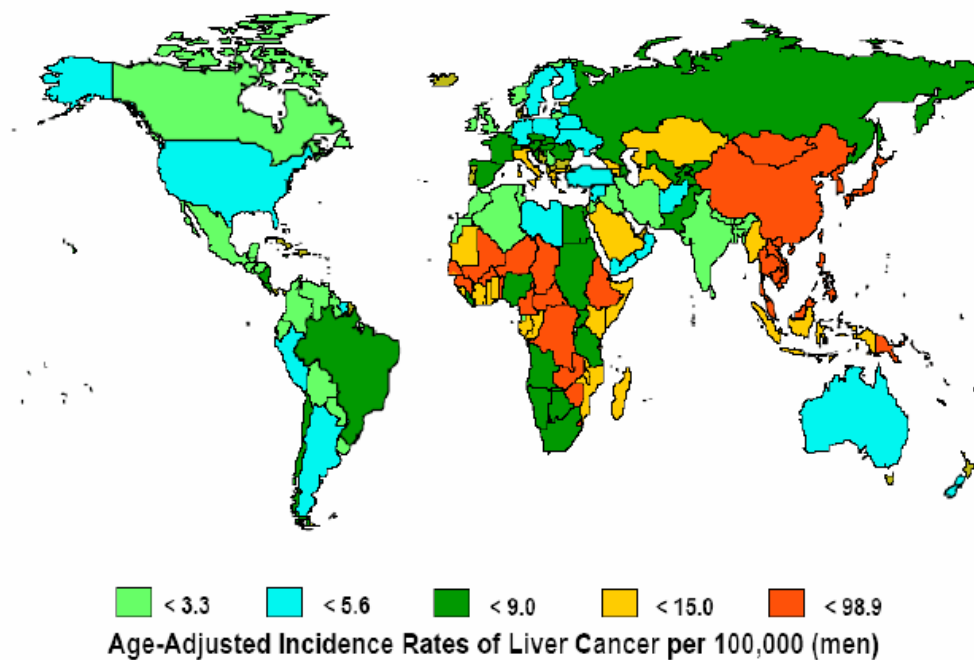 < 3.3 < 5.6 < 9.0 < 15.0 < 98.9
Age-Adjusted Incidence Rates of Liver Cancer per 100,000 (men)